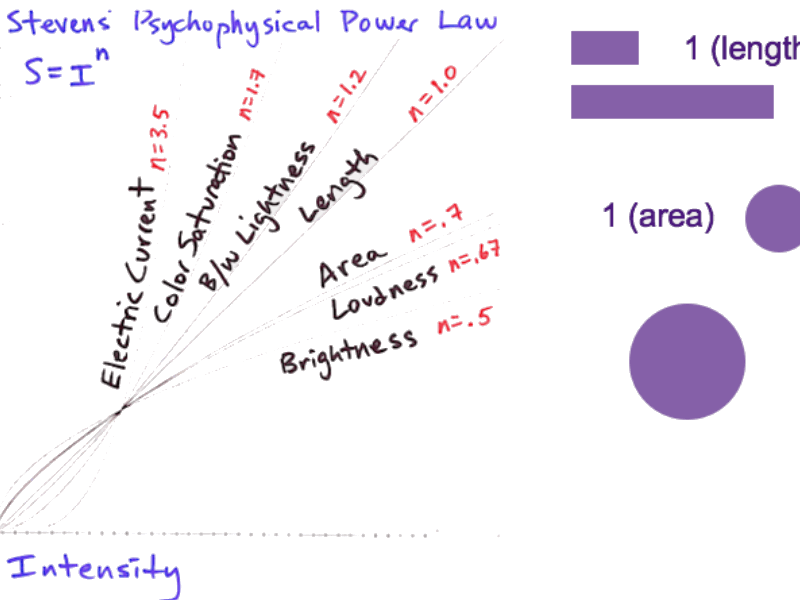 Stevens' Psychophysical Power Law
S = I^n
n=3.5
n=1.7
n=1.2
n=1.0
Electric Current
Color Saturation
B/W Lightness
Length
Area n=.7
Loudness n=.67
Brightness n=.5
Intensity
1 (length
1 (area)